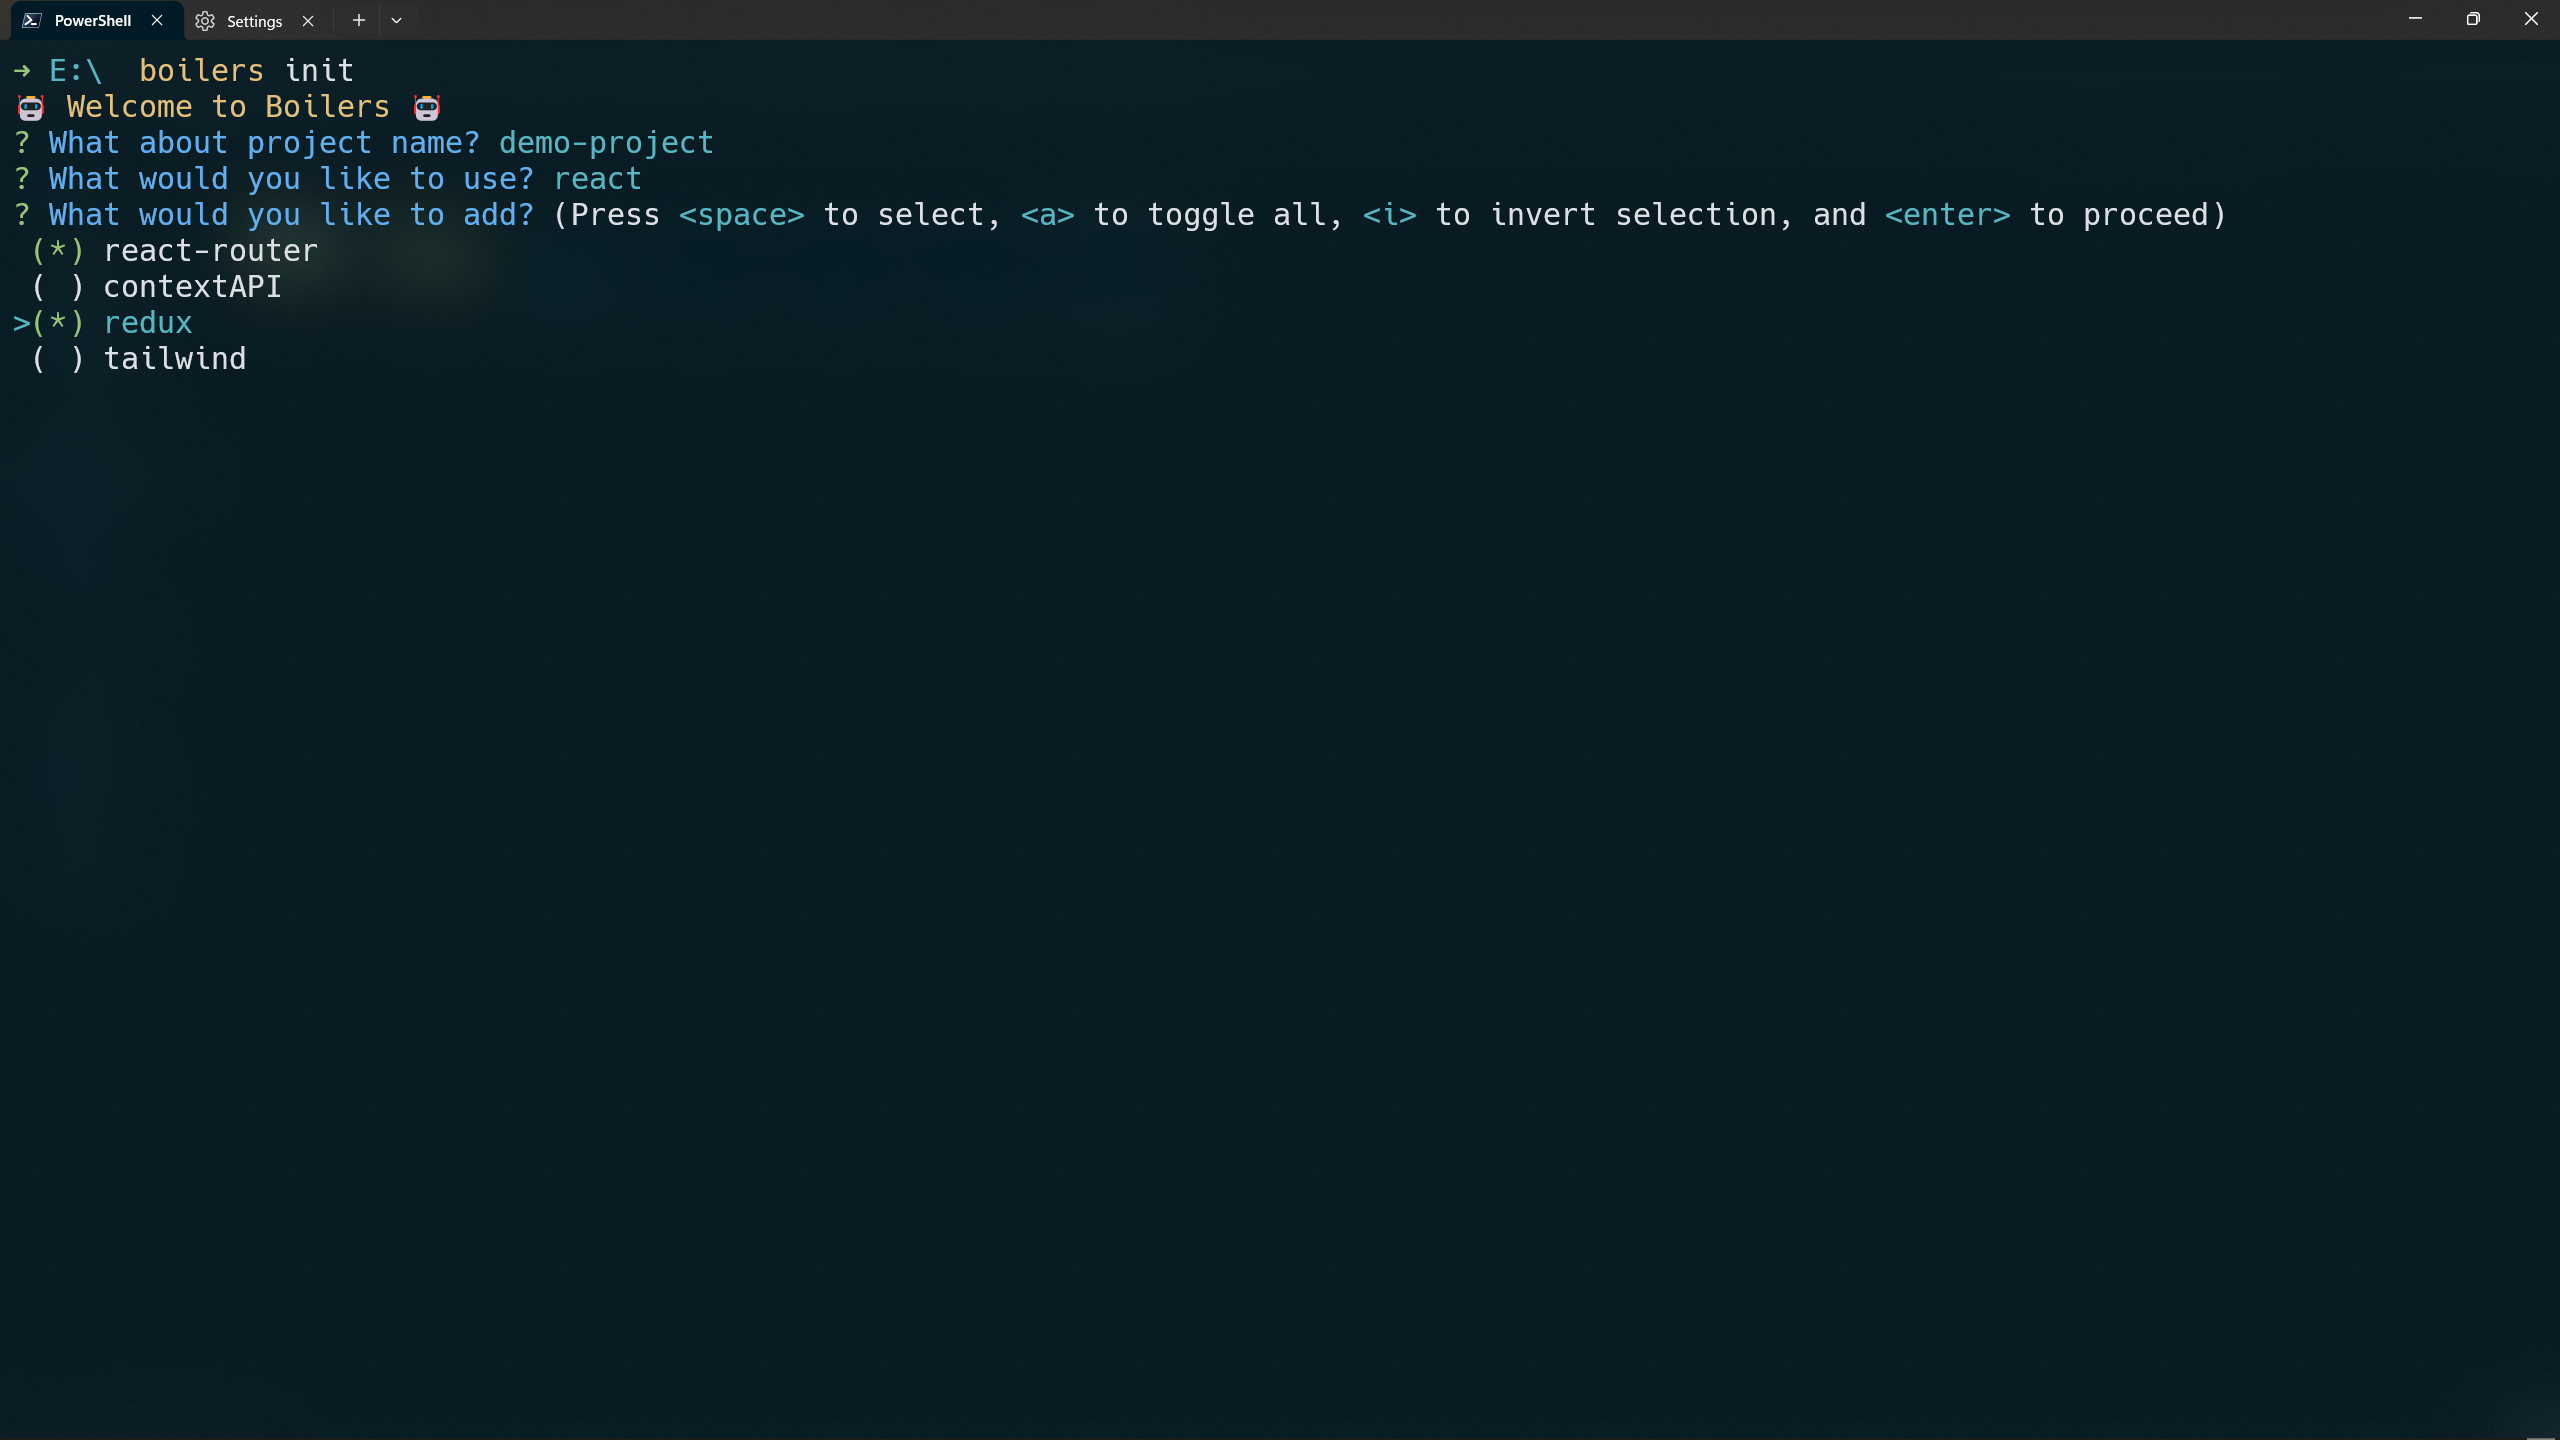 PowerShell
Settings
→ E:\ boilers init
🤖 Welcome to Boilers 🤖
? What about project name? demo-project
? What would you like to use? react
? What would you like to add? (Press <space> to select, <a> to toggle all, <i> to invert selection, and <enter> to proceed)
(*) react-router
( ) contextAPI
>(*) redux
( ) tailwind